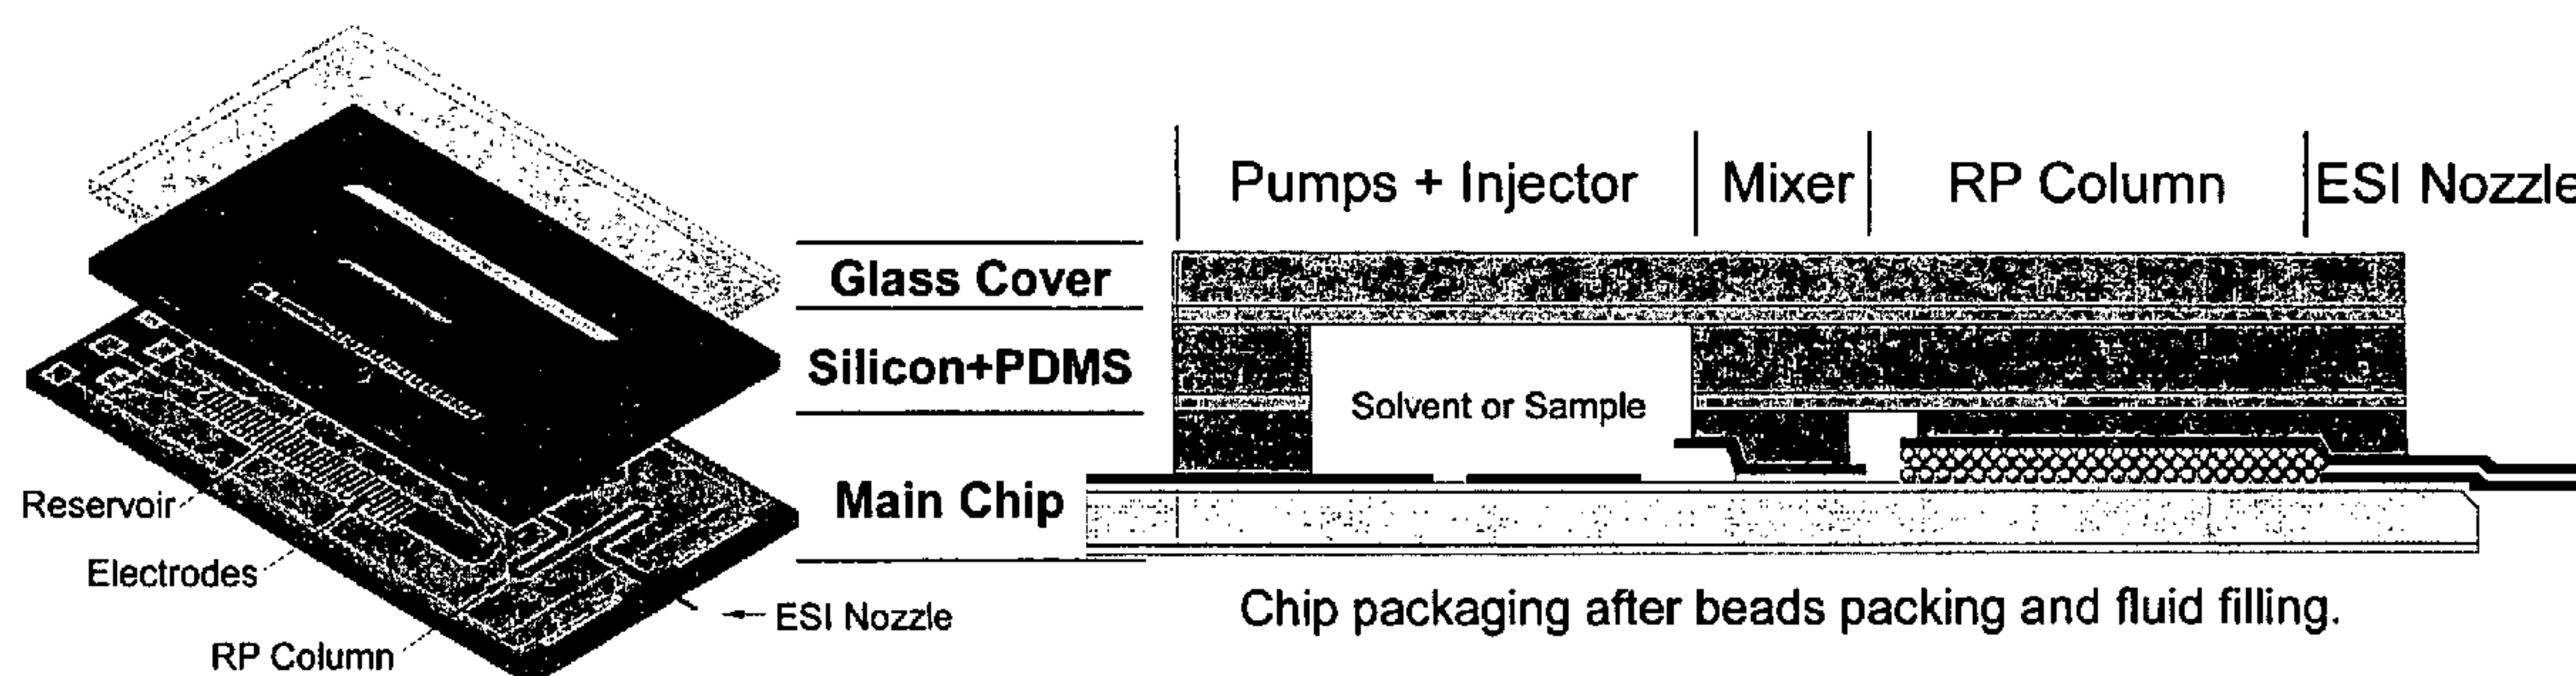 Pumps + Injector
Mixer
RP Column
ESI Nozzle
Glass Cover
Silicon+PDMS
Solvent or Sample
Main Chip
Reservoir
Electrodes
RP Column
ESI Nozzle
Chip packaging after beads packing and fluid filling.